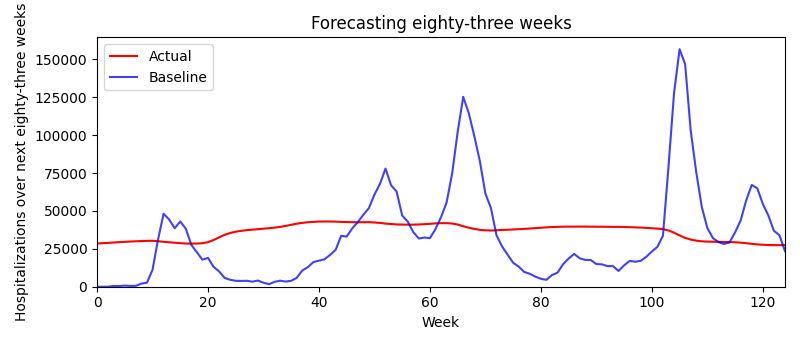 Forecasting eighty-three weeks
Hospitalizations over next eighty-three weeks
150000
125000
100000
75000
50000
25000
0
Actual
Baseline
0 20 40 60 80 100 120
Week